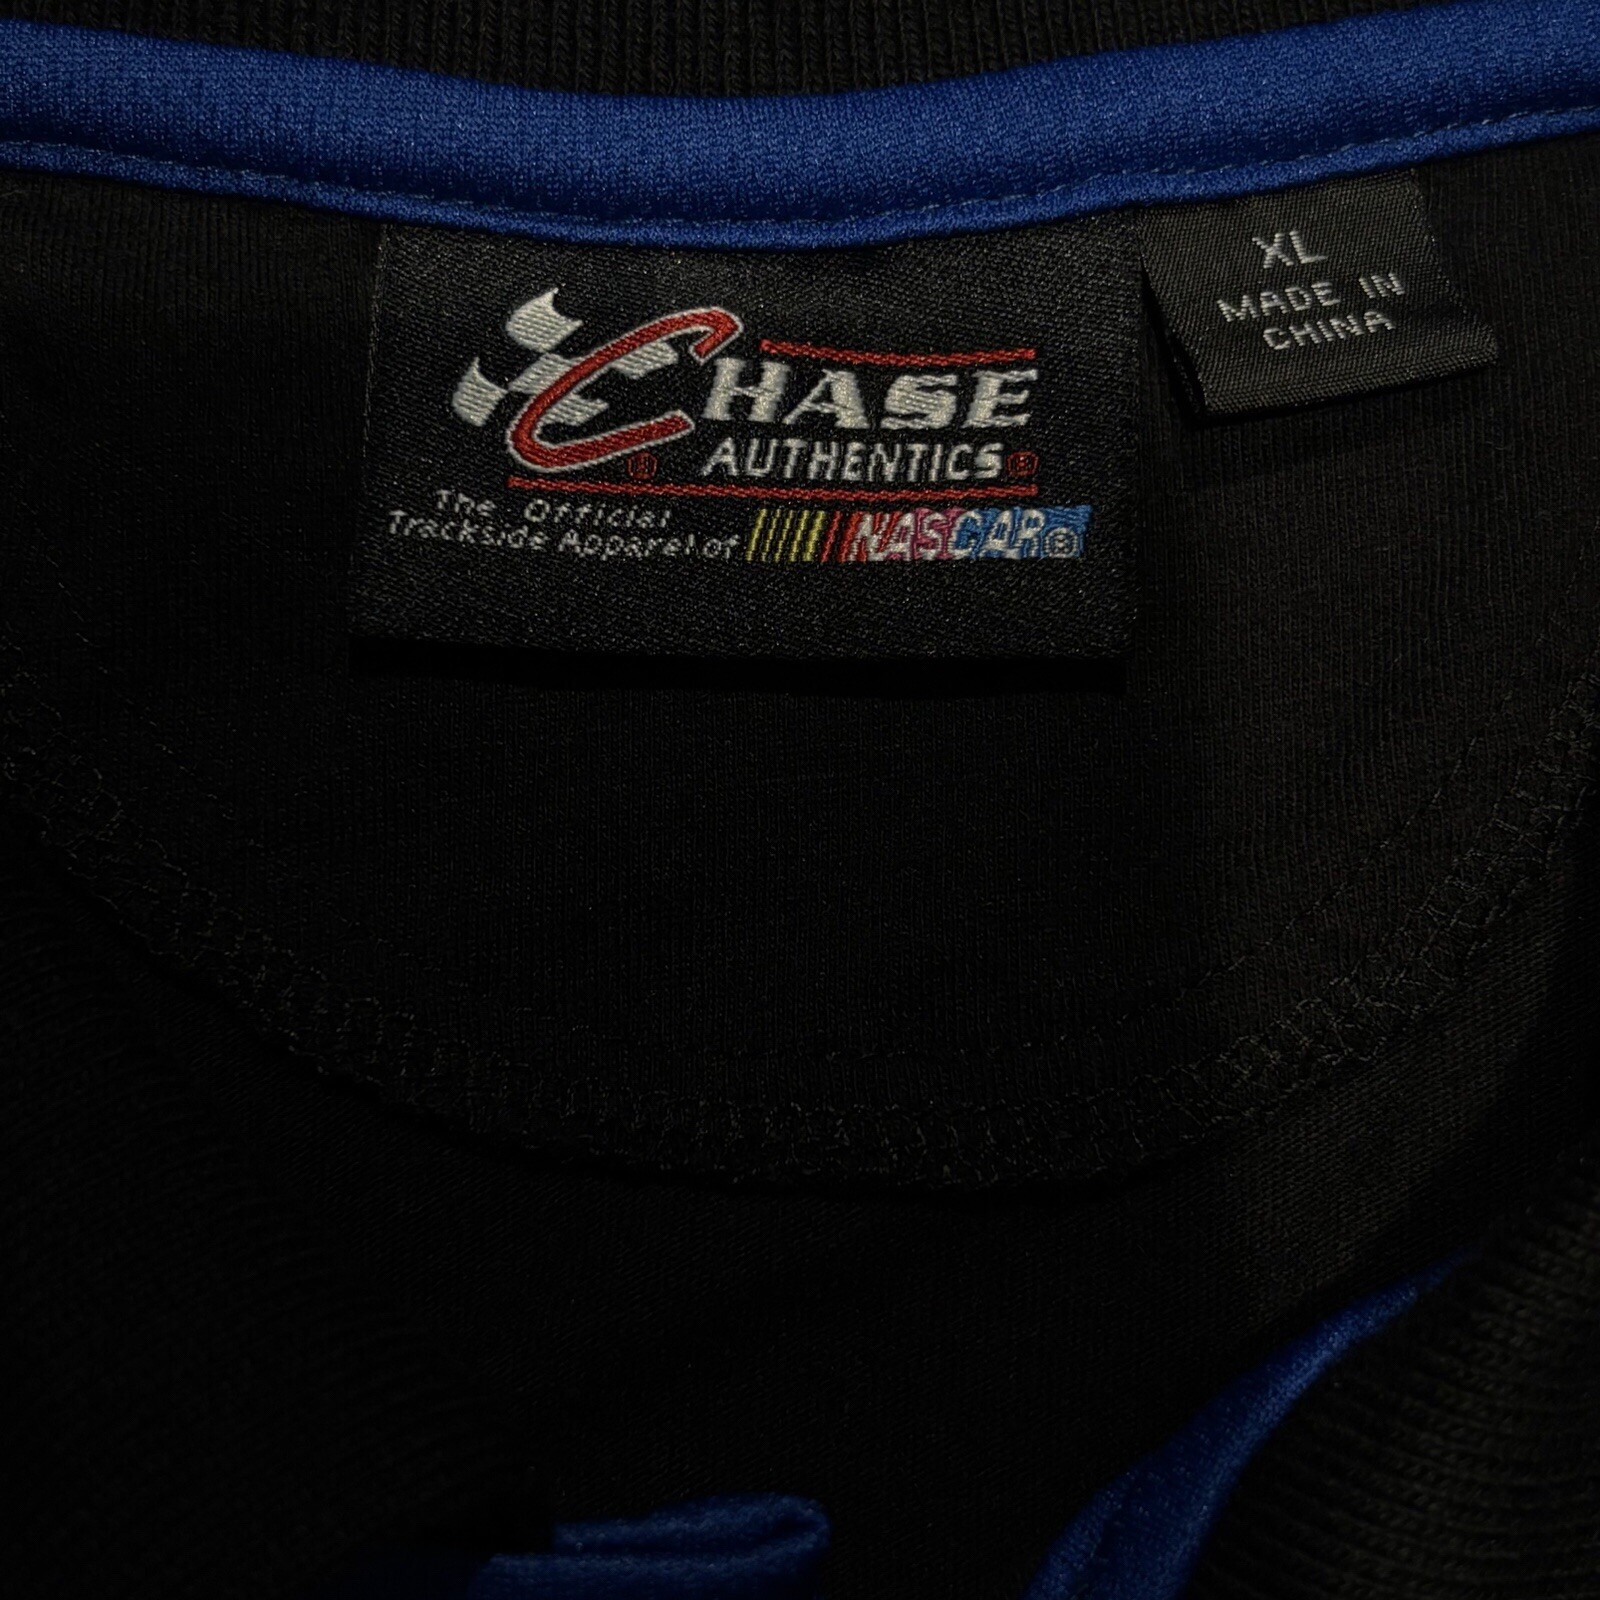 CHASE
AUTHENTICS®
®
The Official
Trackside Apparel of NASCAR®
XL
MADE IN
CHINA